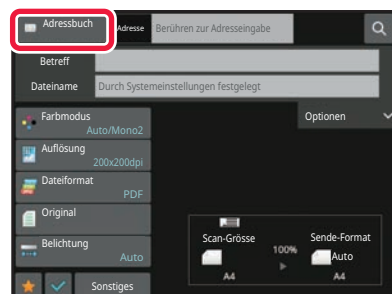 Adressbuch Adresse Berühren zur Adresseingabe
Betreff
Dateiname Durch Systemeinstellungen festgelegt
Farbmodus
Auto/Mono2
Optionen
Auflösung
200x200dpi
Dateiformat
PDF
Original
Belichtung
Auto
Scan-Grösse
A4
100%
Sende-Format
Auto
A4
Sonstiges